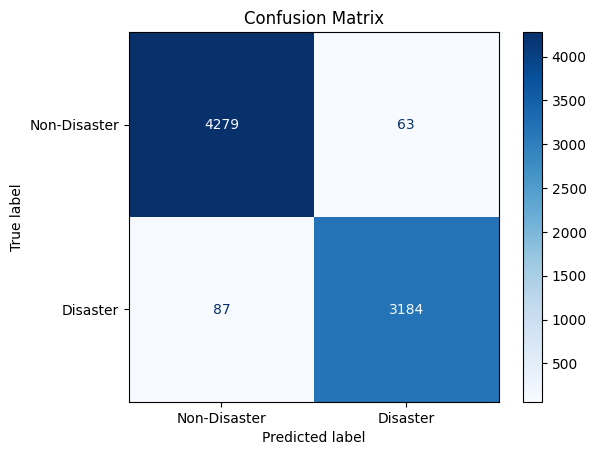 Confusion Matrix
True label
Non-Disaster
4279
63
Disaster
87
3184
Non-Disaster
Disaster
Predicted label
4000
3500
3000
2500
2000
1500
1000
500